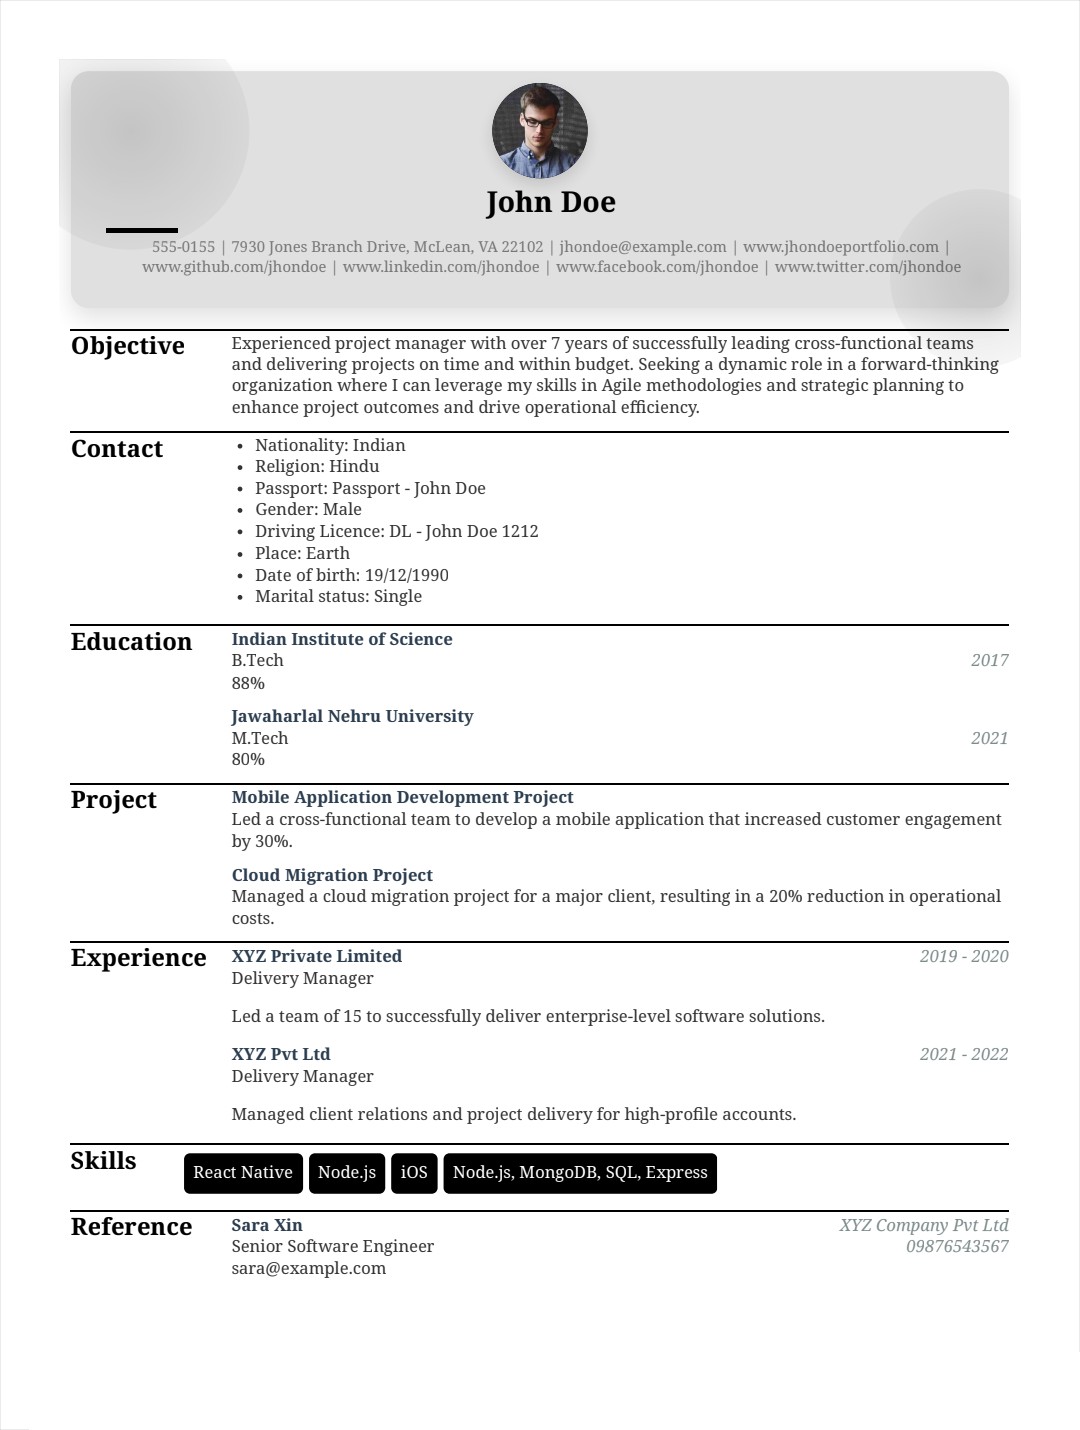 John Doe
555-0155 | 7930 Jones Branch Drive, McLean, VA 22102 | jhondoe@example.com | www.jhondoeportfolio.com |
www.github.com/jhondoe | www.linkedin.com/jhondoe | www.facebook.com/jhondoe | www.twitter.com/jhondoe
Objective
Experienced project manager with over 7 years of successfully leading cross-functional teams
and delivering projects on time and within budget. Seeking a dynamic role in a forward-thinking
organization where I can leverage my skills in Agile methodologies and strategic planning to
enhance project outcomes and drive operational efficiency.
Contact
• Nationality: Indian
• Religion: Hindu
• Passport: Passport - John Doe
• Gender: Male
• Driving Licence: DL - John Doe 1212
• Place: Earth
• Date of birth: 19/12/1990
• Marital status: Single
Education
Indian Institute of Science
B.Tech 2017
88%
Jawaharlal Nehru University
M.Tech 2021
80%
Project
Mobile Application Development Project
Led a cross-functional team to develop a mobile application that increased customer engagement
by 30%.
Cloud Migration Project
Managed a cloud migration project for a major client, resulting in a 20% reduction in operational
costs.
Experience
XYZ Private Limited 2019 - 2020
Delivery Manager
Led a team of 15 to successfully deliver enterprise-level software solutions.
XYZ Pvt Ltd 2021 - 2022
Delivery Manager
Managed client relations and project delivery for high-profile accounts.
Skills
React Native Node.js iOS Node.js, MongoDB, SQL, Express
Reference
Sara Xin XYZ Company Pvt Ltd
Senior Software Engineer 09876543567
sara@example.com